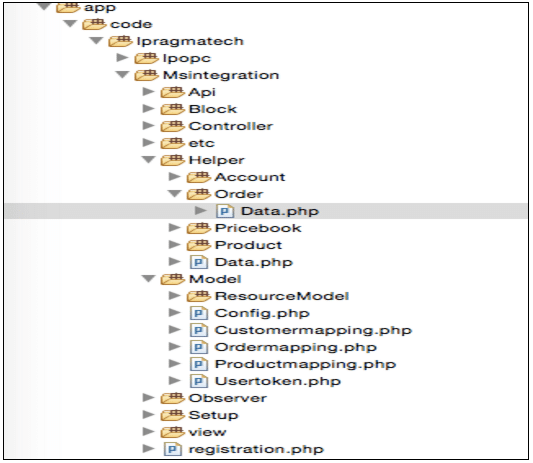 app
code
Ipragmatech
Ipopc
Msintegration
Api
Block
Controller
etc
Helper
Account
Order
Data.php
Pricebook
Product
Data.php
Model
ResourceModel
Config.php
Customermapping.php
Ordermapping.php
Productmapping.php
Usertoken.php
Observer
Setup
view
registration.php